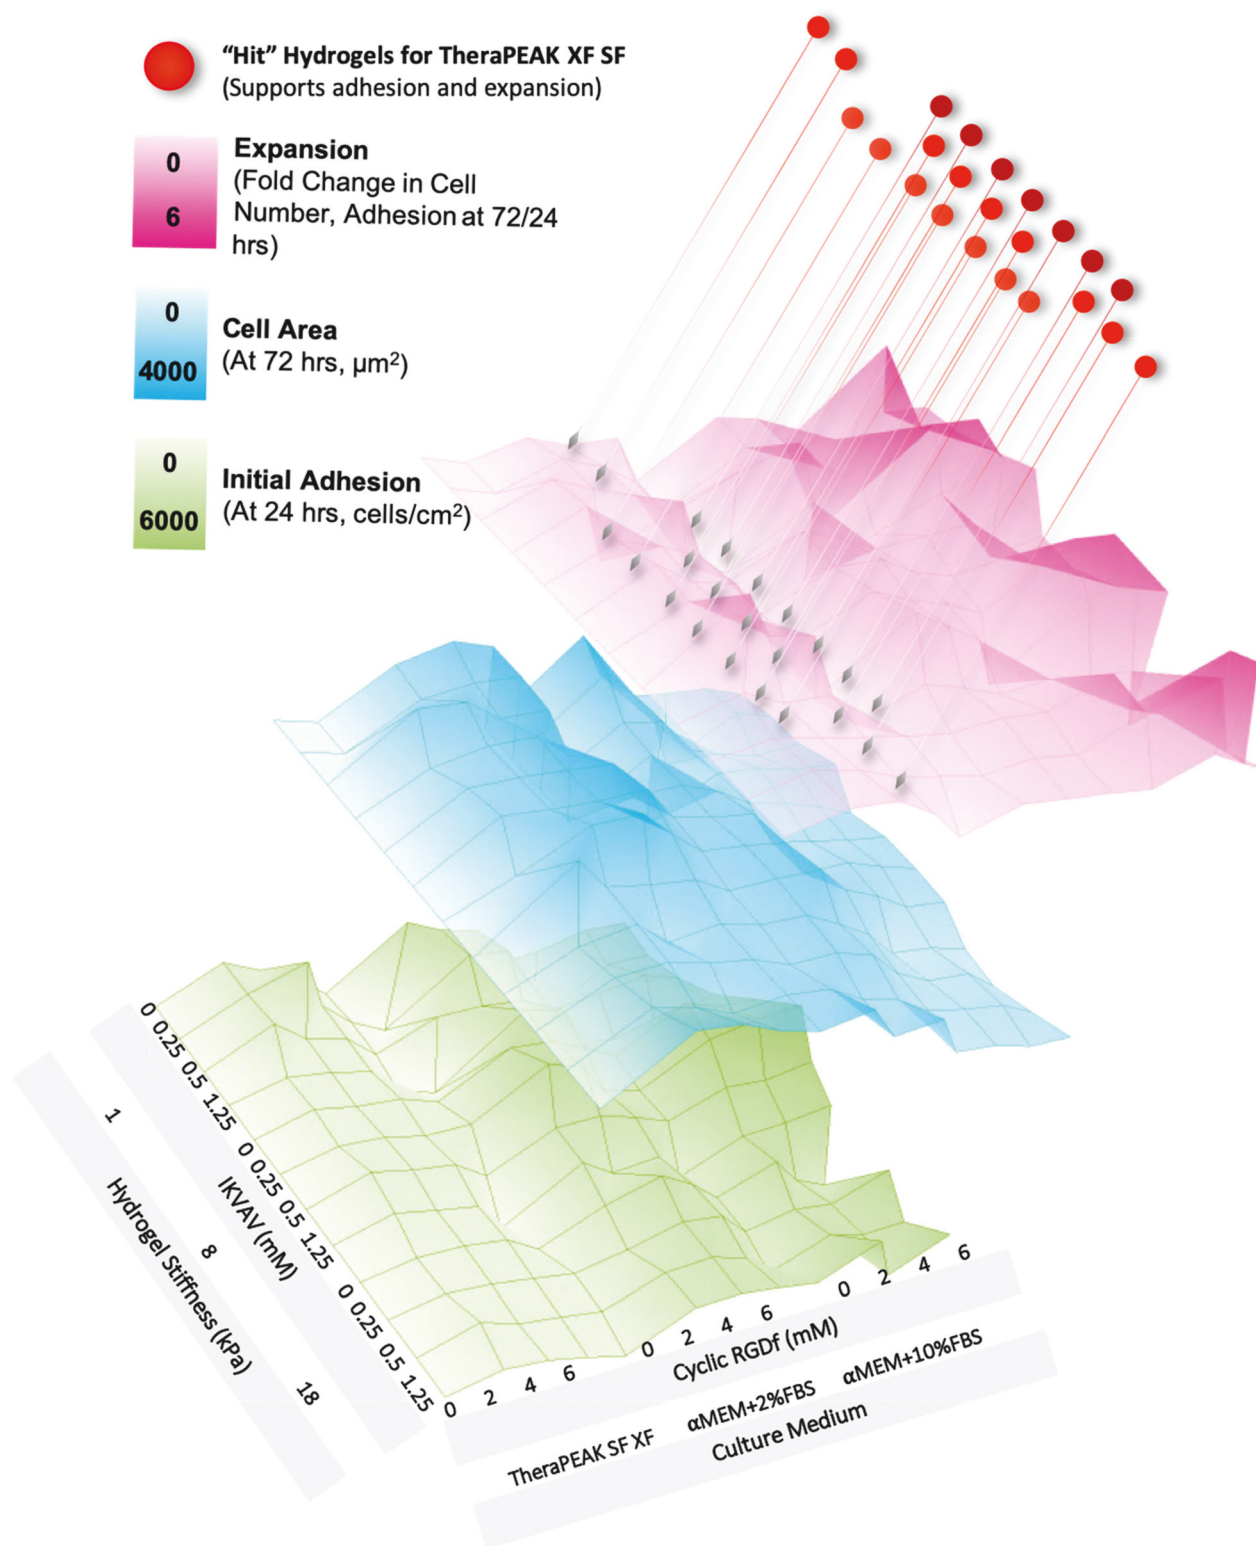 “Hit” Hydrogels for TheraPEAK XF SF
(Supports adhesion and expansion)
0
6
Expansion
(Fold Change in Cell
Number, Adhesion at 72/24
hrs)
0
4000
Cell Area
(At 72 hrs, µm²)
0
6000
Initial Adhesion
(At 24 hrs, cells/cm²)
0 0.25 0.5 1.25
0 0.25 0.5 1.25
0 0.25 0.5 1.25
IKVAV (mM)
1
8
18
Hydrogel Stiffness (kPa)
0 2 4 6
0 2 4 6
0 2 4 6
Cyclic RGDf (mM)
TheraPEAK SF XF
αMEM+2%FBS
αMEM+10%FBS
Culture Medium